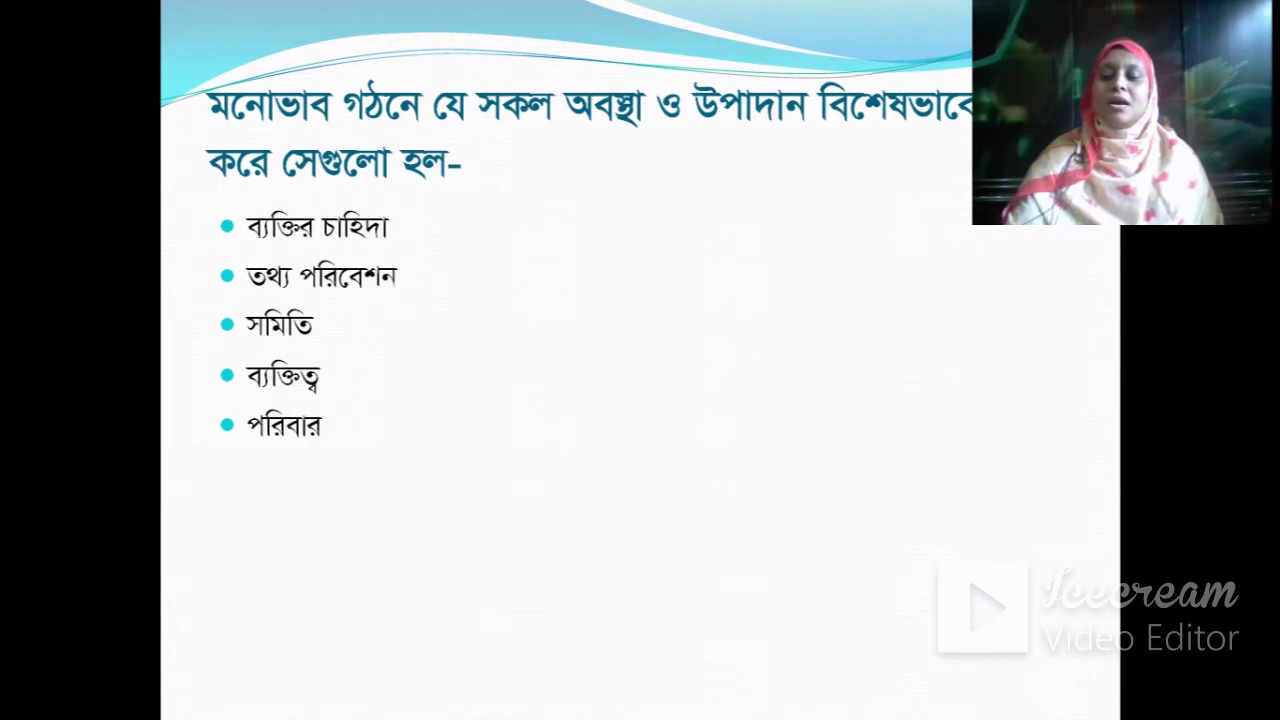 মনোভাব গঠনে যে সকল অবস্থা ও উপাদান বিশেষভাবে
করে সেগুলো হল-
ব্যক্তির চাহিদা
তথ্য পরিবেশন
সমিতি
ব্যক্তিত্ব
পরিবার
Icecream
Video Editor